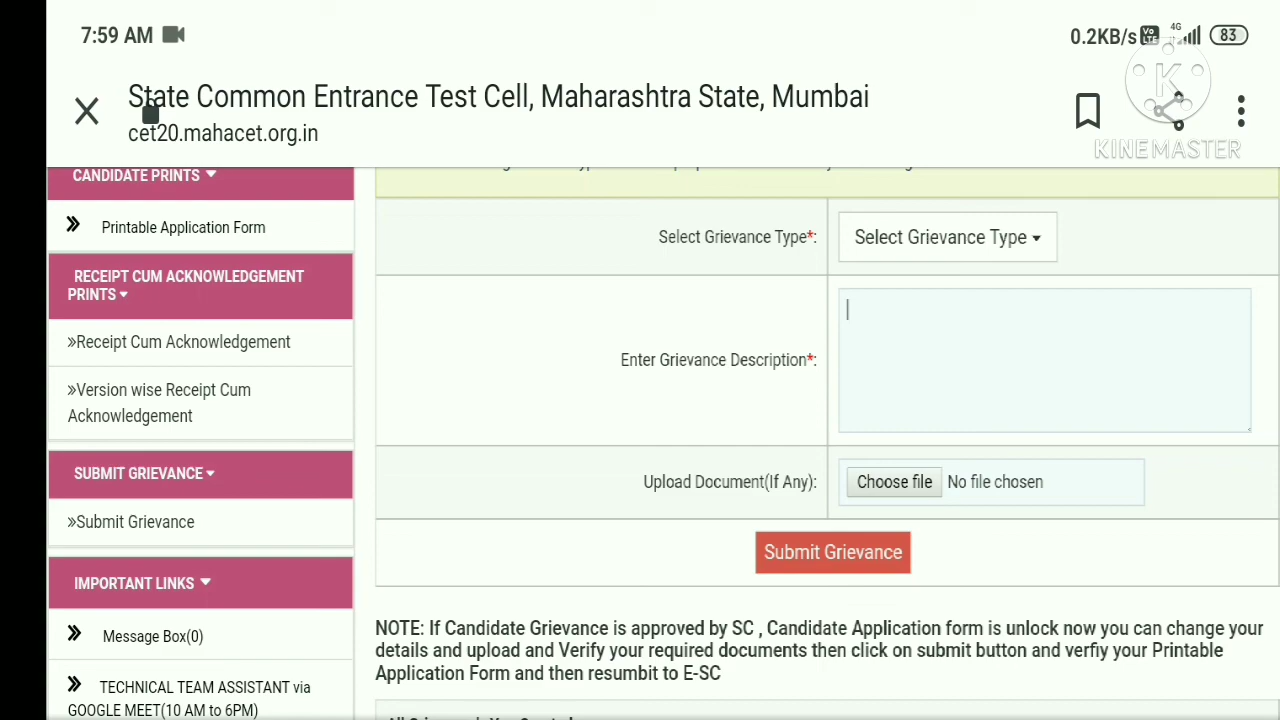 7:59 AM
0.2KB/s Vo LTE 4G 83
State Common Entrance Test Cell, Maharashtra State, Mumbai
cet20.mahacet.org.in
K
KINEMASTER
CANDIDATE PRINTS
Printable Application Form
RECEIPT CUM ACKNOWLEDGEMENT
PRINTS
»Receipt Cum Acknowledgement
»Version wise Receipt Cum
Acknowledgement
SUBMIT GRIEVANCE
»Submit Grievance
IMPORTANT LINKS
Message Box(0)
TECHNICAL TEAM ASSISTANT via
GOOGLE MEET(10 AM to 6PM)
Select Grievance Type*: Select Grievance Type
Enter Grievance Description*:
Upload Document(If Any): Choose file No file chosen
Submit Grievance
NOTE: If Candidate Grievance is approved by SC , Candidate Application form is unlock now you can change your
details and upload and Verify your required documents then click on submit button and verfiy your Printable
Application Form and then resumbit to E-SC